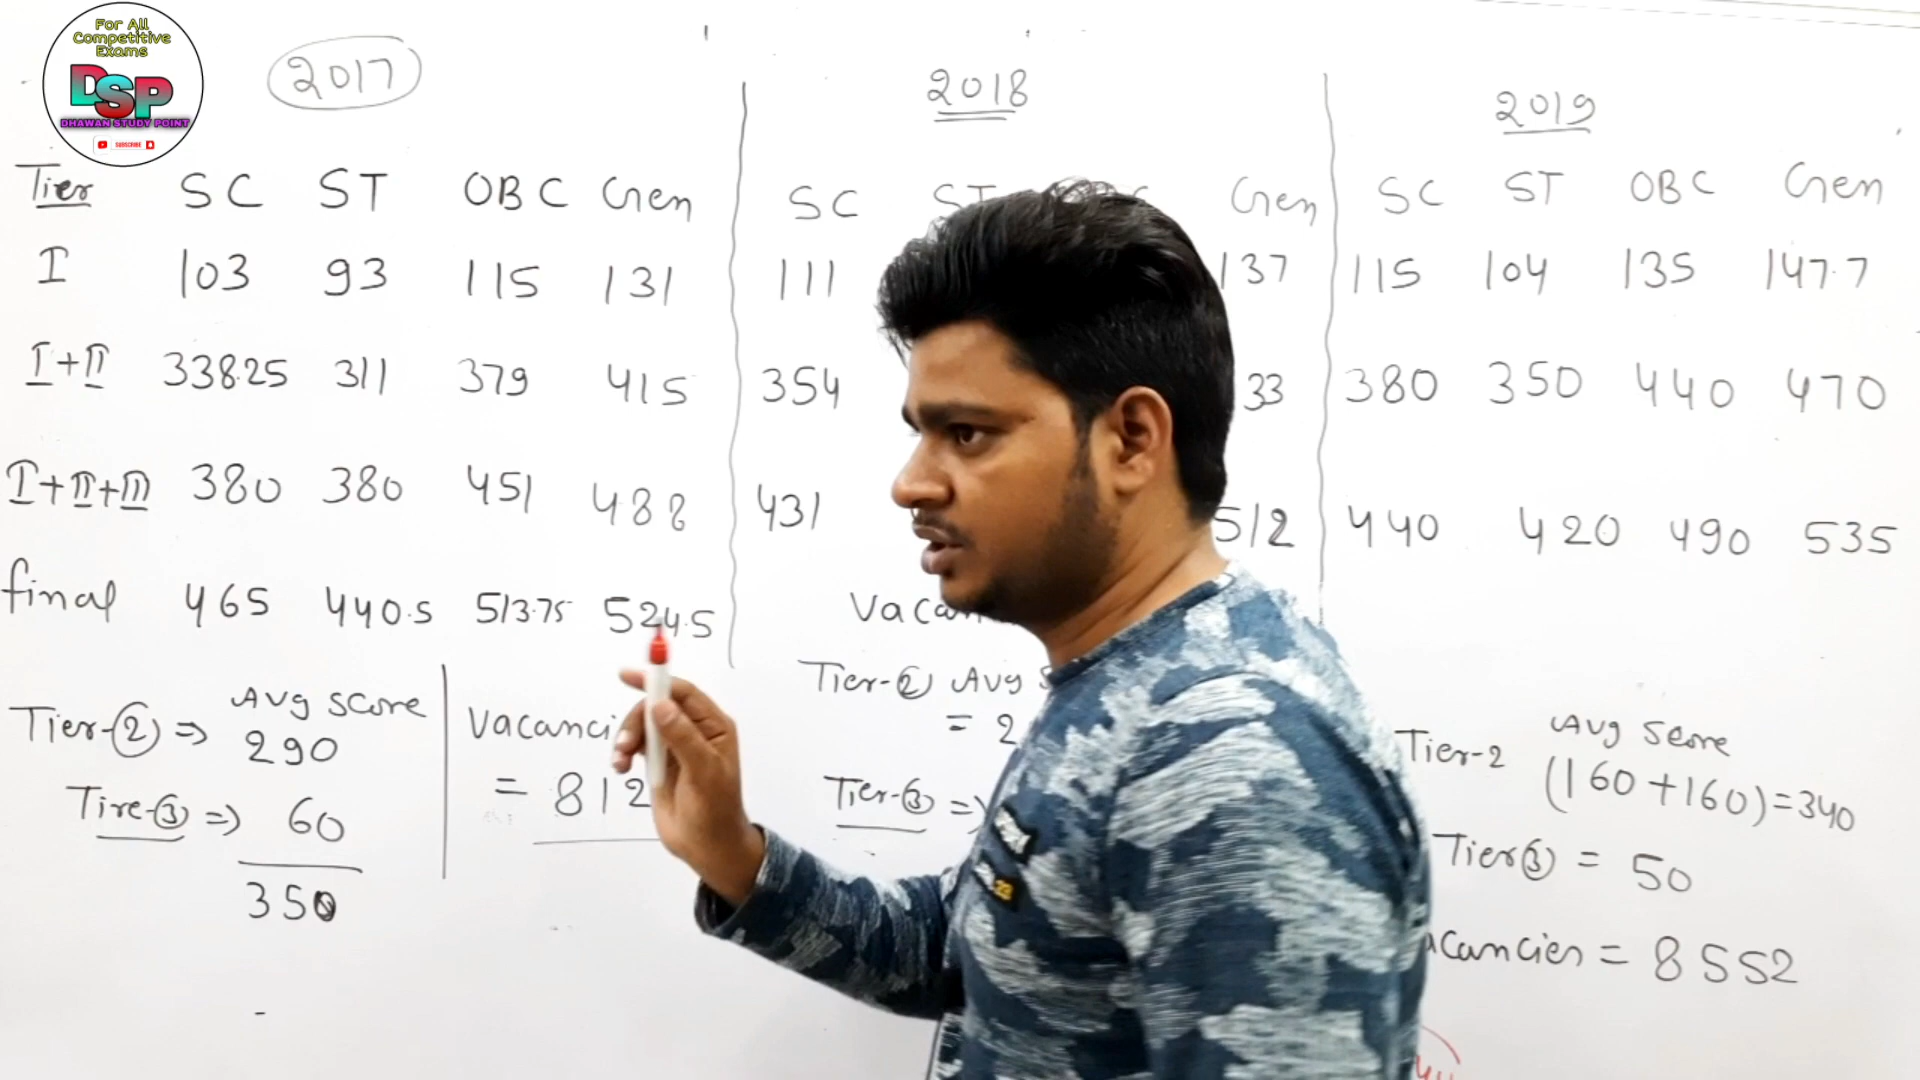 For All
Competitive
Exams
DSP
DHAWAN STUDY POINT
SUBSCRIBE
2017
2018
2019
Tier SC ST OBC Gen SC ST Gen SC ST OBC Gen
I 103 93 115 131 111 137 115 104 135 147.7
I+II 338.25 311 379 415 354 33 380 350 440 470
I+II+III 380 380 451 488 431 512 440 420 490 535
final 465 440.5 513.75 524.5
Tier-② ⇒ Avg Score
290
Tire-③ ⇒ 60
350
Vacanci
= 812
Vacan
Tier-② Avg S
= 2
Tier-③ ⇒
Tier-2 Avg Score
(160+160)=340
Tier③ = 50
acancies = 8552